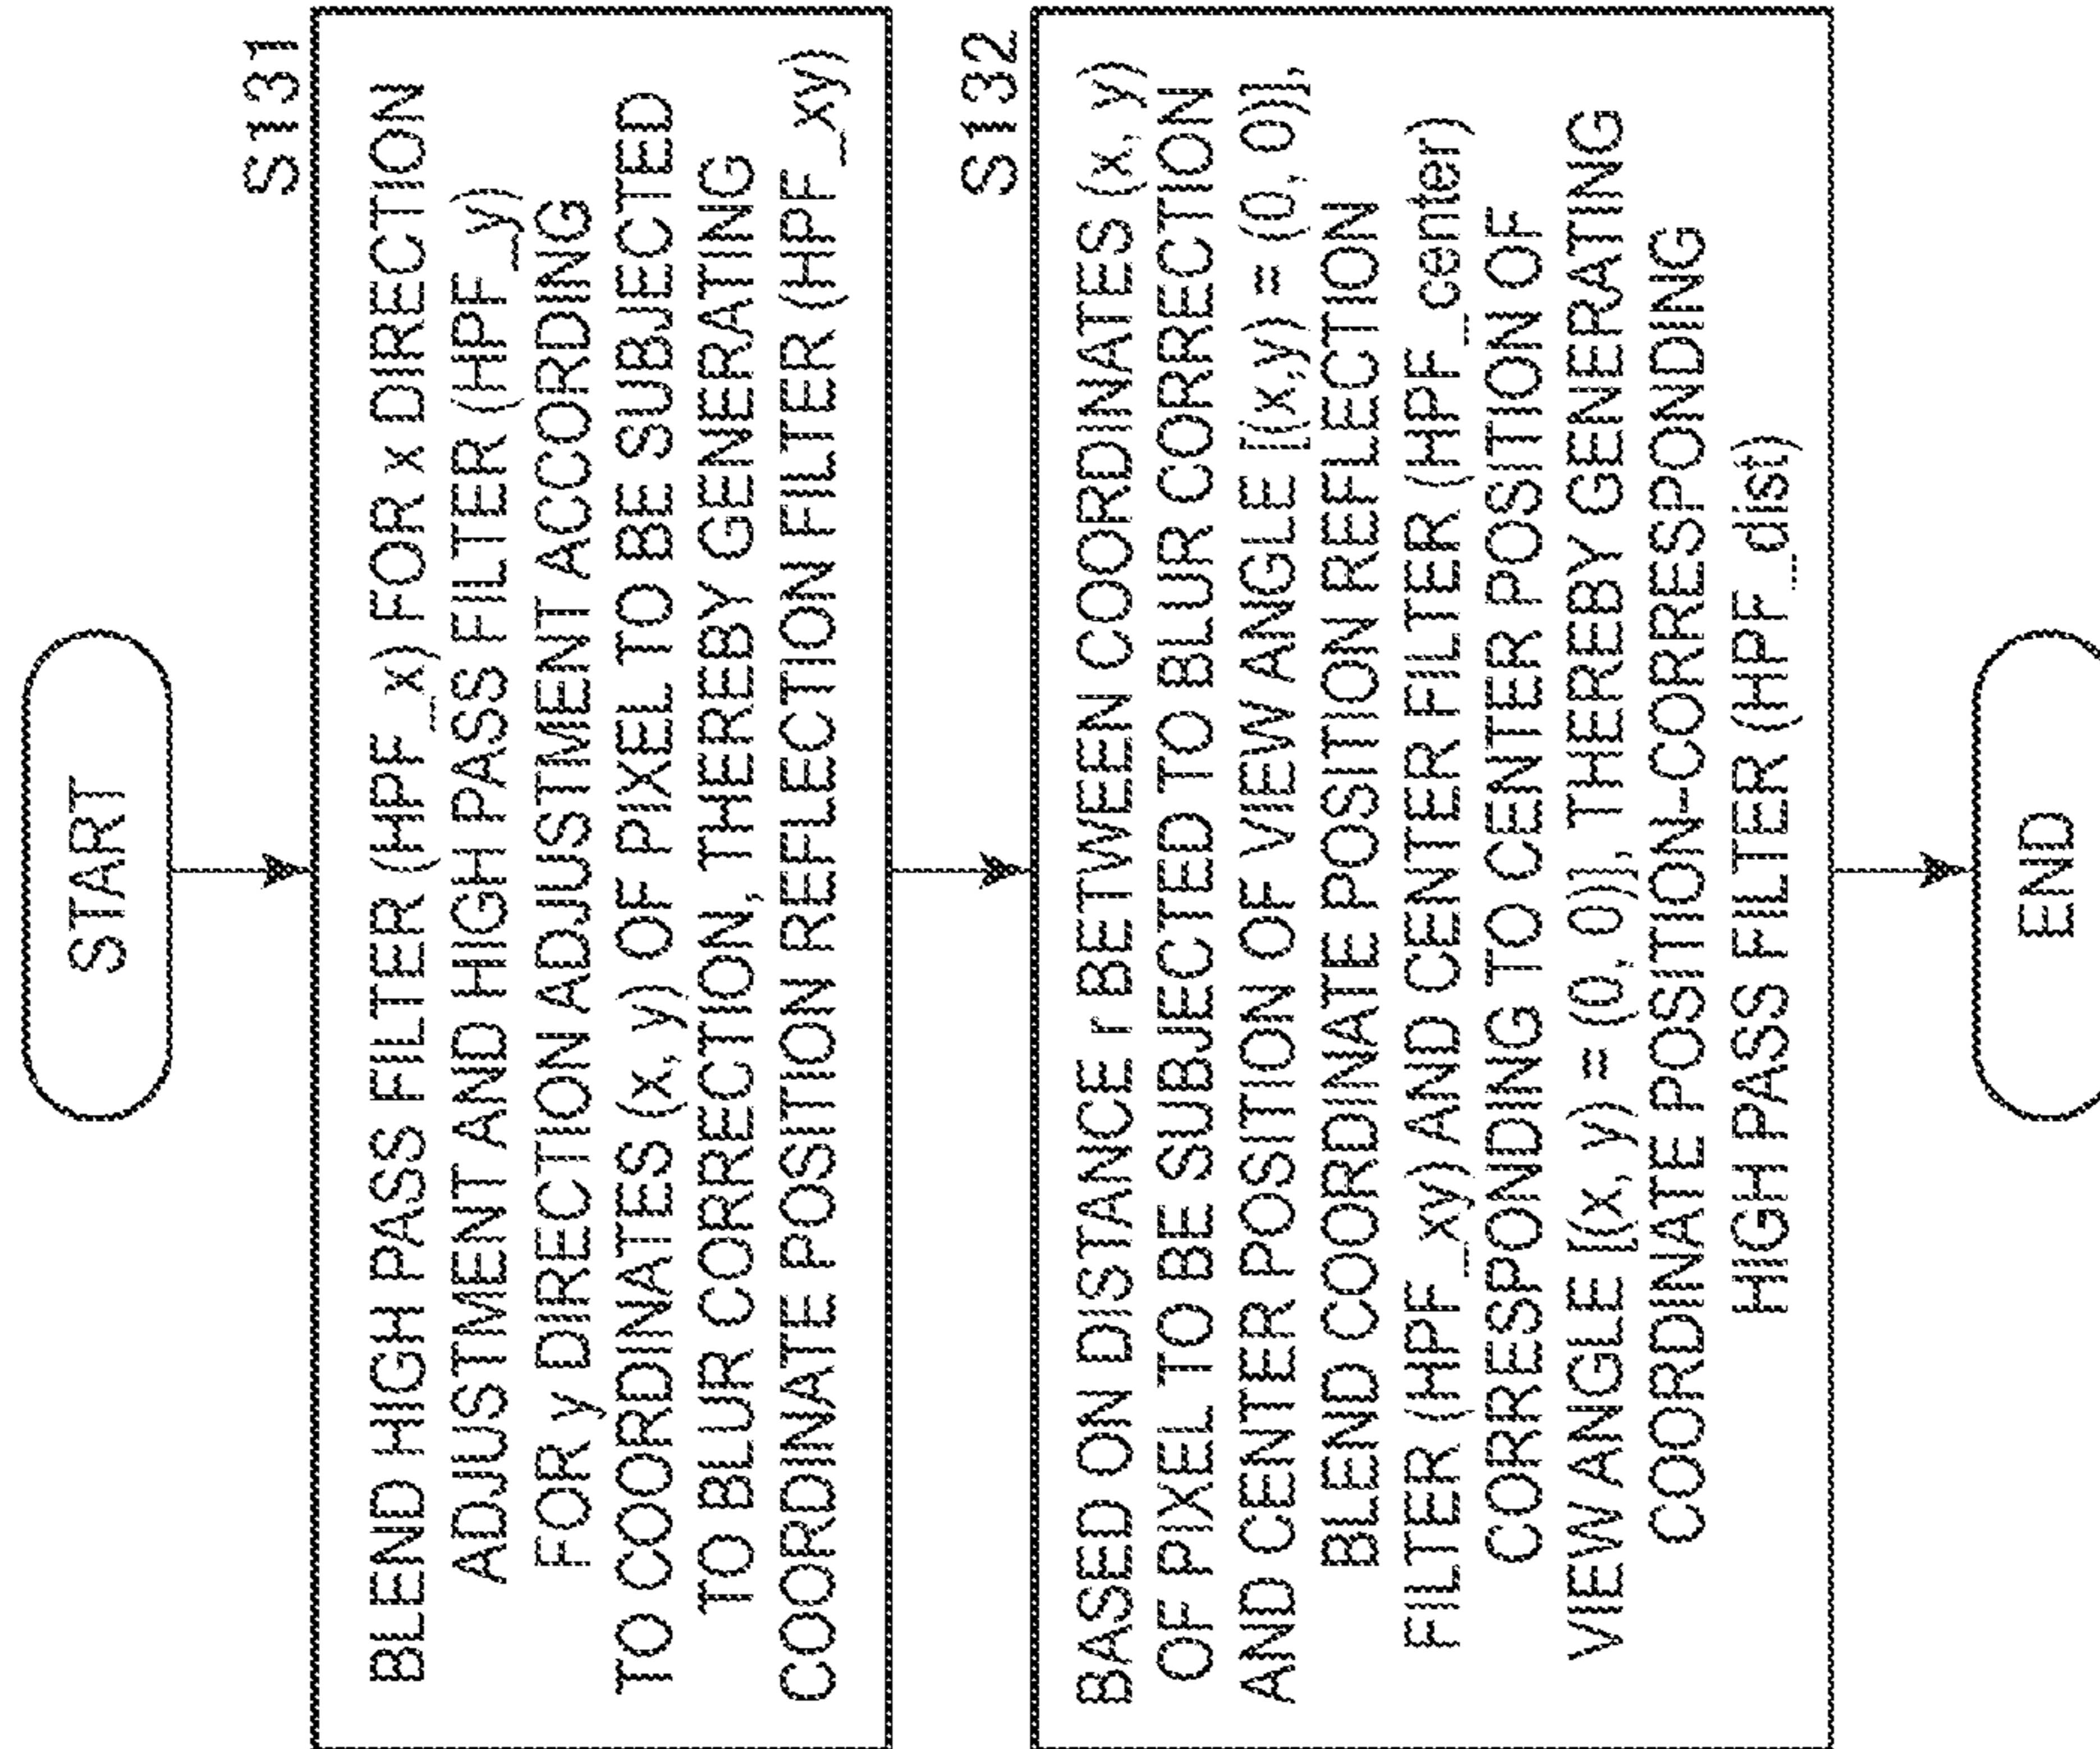 START
S131
BLEND HIGH PASS FILTER (HPF_x) FOR x DIRECTION
ADJUSTMENT AND HIGH PASS FILTER (HPF_y)
FOR y DIRECTION ADJUSTMENT ACCORDING
TO COORDINATES (x, y) OF PIXEL TO BE SUBJECTED
TO BLUR CORRECTION, THEREBY GENERATING
COORDINATE POSITION REFLECTION FILTER (HPF_xy)
S132
BASED ON DISTANCE r BETWEEN COORDINATES (x, y)
OF PIXEL TO BE SUBJECTED TO BLUR CORRECTION
AND CENTER POSITION OF VIEW ANGLE [(x,y) = (0, 0)],
BLEND COORDINATE POSITION REFLECTION
FILTER (HPF_xy) AND CENTER FILTER (HPF_center)
CORRESPONDING TO CENTER POSITION OF
VIEW ANGLE [(x, y) = (0, 0)], THEREBY GENERATING
COORDINATE POSITION-CORRESPONDING
HIGH PASS FILTER (HPF_dist)
END